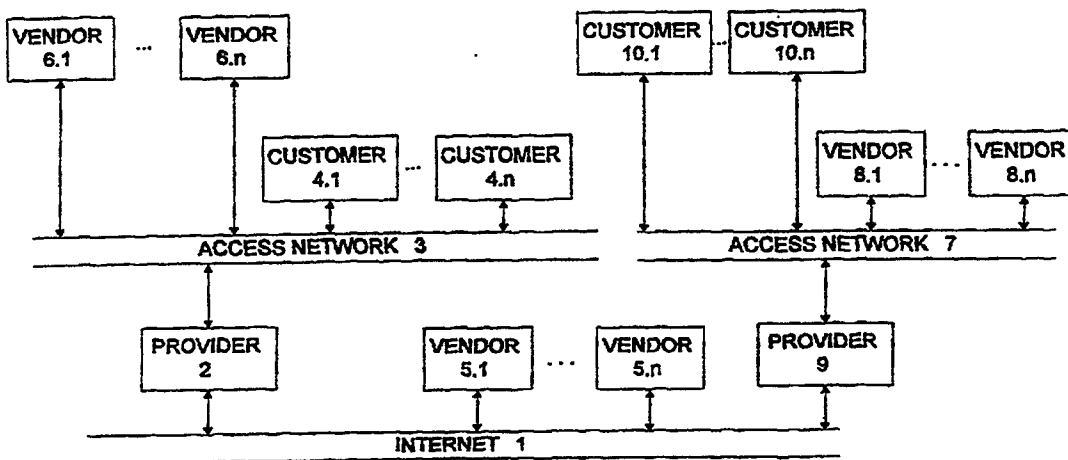 VENDOR
6.1
...
VENDOR
6.n
CUSTOMER
10.1
...
CUSTOMER
10.n
CUSTOMER
4.1
...
CUSTOMER
4.n
VENDOR
8.1
....
VENDOR
8.n
ACCESS NETWORK 3
ACCESS NETWORK 7
PROVIDER
2
VENDOR
5.1
...
VENDOR
5.n
PROVIDER
9
INTERNET 1